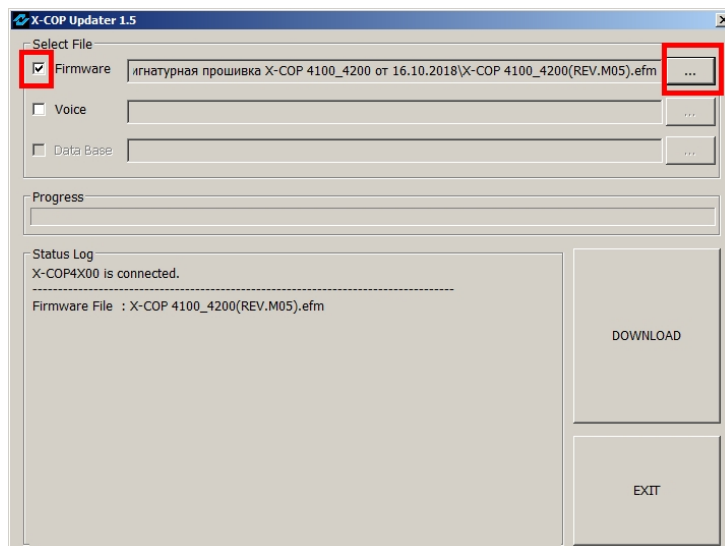 X-COP Updater 1.5
Select File
Firmware игнатурная прошивка X-COP 4100_4200 от 16.10.2018\X-COP 4100_4200(REV.M05).efm ...
Voice ...
Data Base ...
Progress
Status Log
X-COP4X00 is connected.
--------------------------------------------------------------------------------
Firmware File : X-COP 4100_4200(REV.M05).efm
DOWNLOAD
EXIT